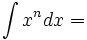 ∫ xⁿdx =